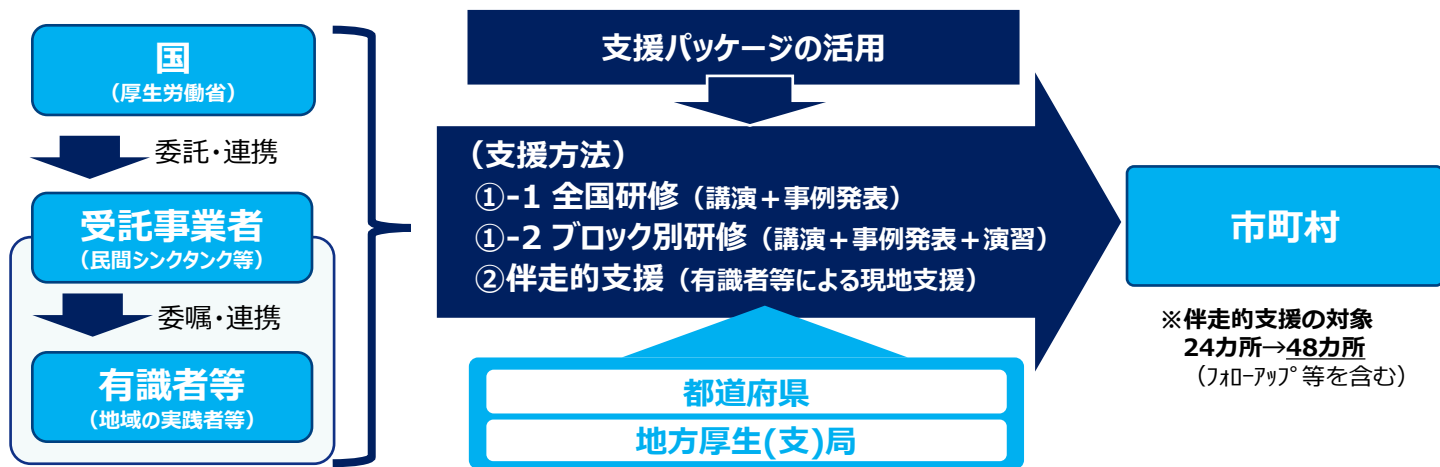 国
（厚生労働省）
委託・連携
受託事業者
（民間シンクタンク等）
委嘱・連携
有識者等
（地域の実践者等）
支援パッケージの活用
（支援方法）
①-1 全国研修（講演＋事例発表）
①-2 ブロック別研修（講演＋事例発表＋演習）
②伴走的支援（有識者等による現地支援）
都道府県
地方厚生(支)局
市町村
※伴走的支援の対象
24カ所→48カ所
（ﾌｫﾛｰｱｯﾌﾟ等を含む）